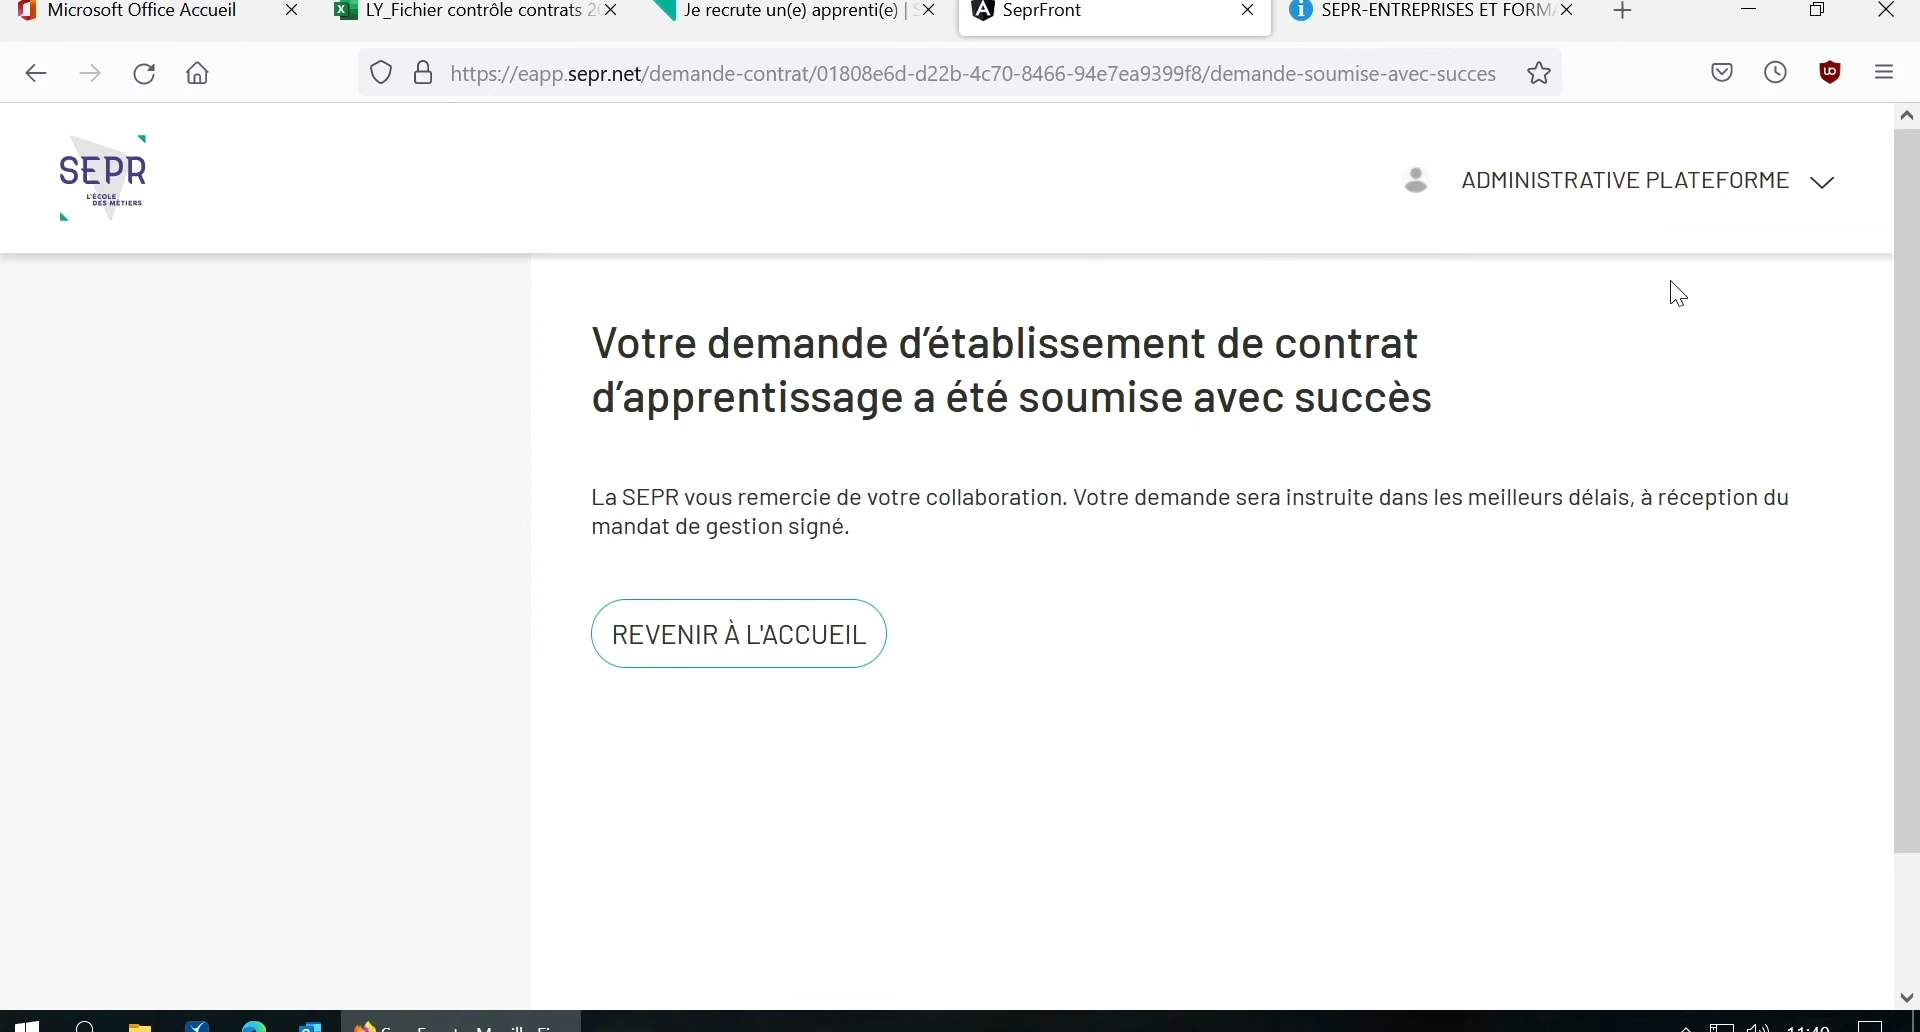 Microsoft Office Accueil
LY_Fichier contrôle contrats
Je recrute un(e) apprenti(e) |
SeprFront
SEPR-ENTREPRISES ET FORM
https://eapp.sepr.net/demande-contrat/01808e6d-d22b-4c70-8466-94e7ea9399f8/demande-soumise-avec-succes
SEPR
L'ÉCOLE
DES MÉTIERS
ADMINISTRATIVE PLATEFORME
Votre demande d’établissement de contrat
d’apprentissage a été soumise avec succès
La SEPR vous remercie de votre collaboration. Votre demande sera instruite dans les meilleurs délais, à réception du
mandat de gestion signé.
REVENIR À L'ACCUEIL